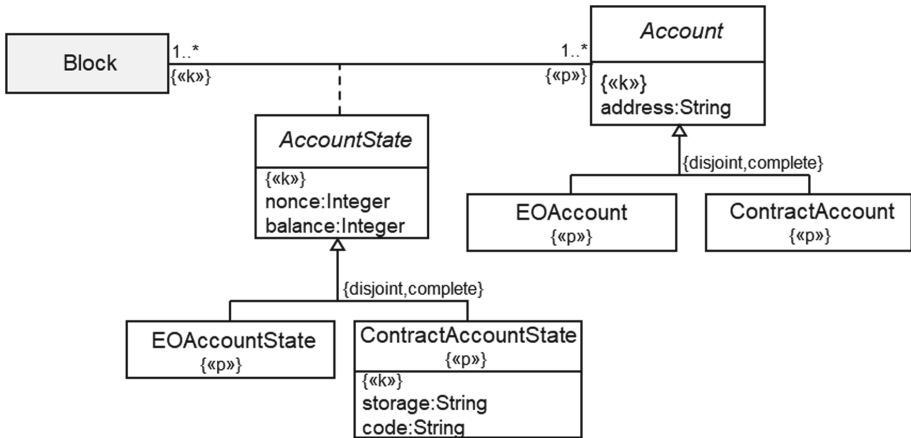 Block
1..*
{«k»}
1..*
{«p»}
Account
{«k»}
address:String
AccountState
{«k»}
nonce:Integer
balance:Integer
{disjoint,complete}
EOAccount
{«p»}
ContractAccount
{«p»}
{disjoint,complete}
EOAccountState
{«p»}
ContractAccountState
{«p»}
{«k»}
storage:String
code:String